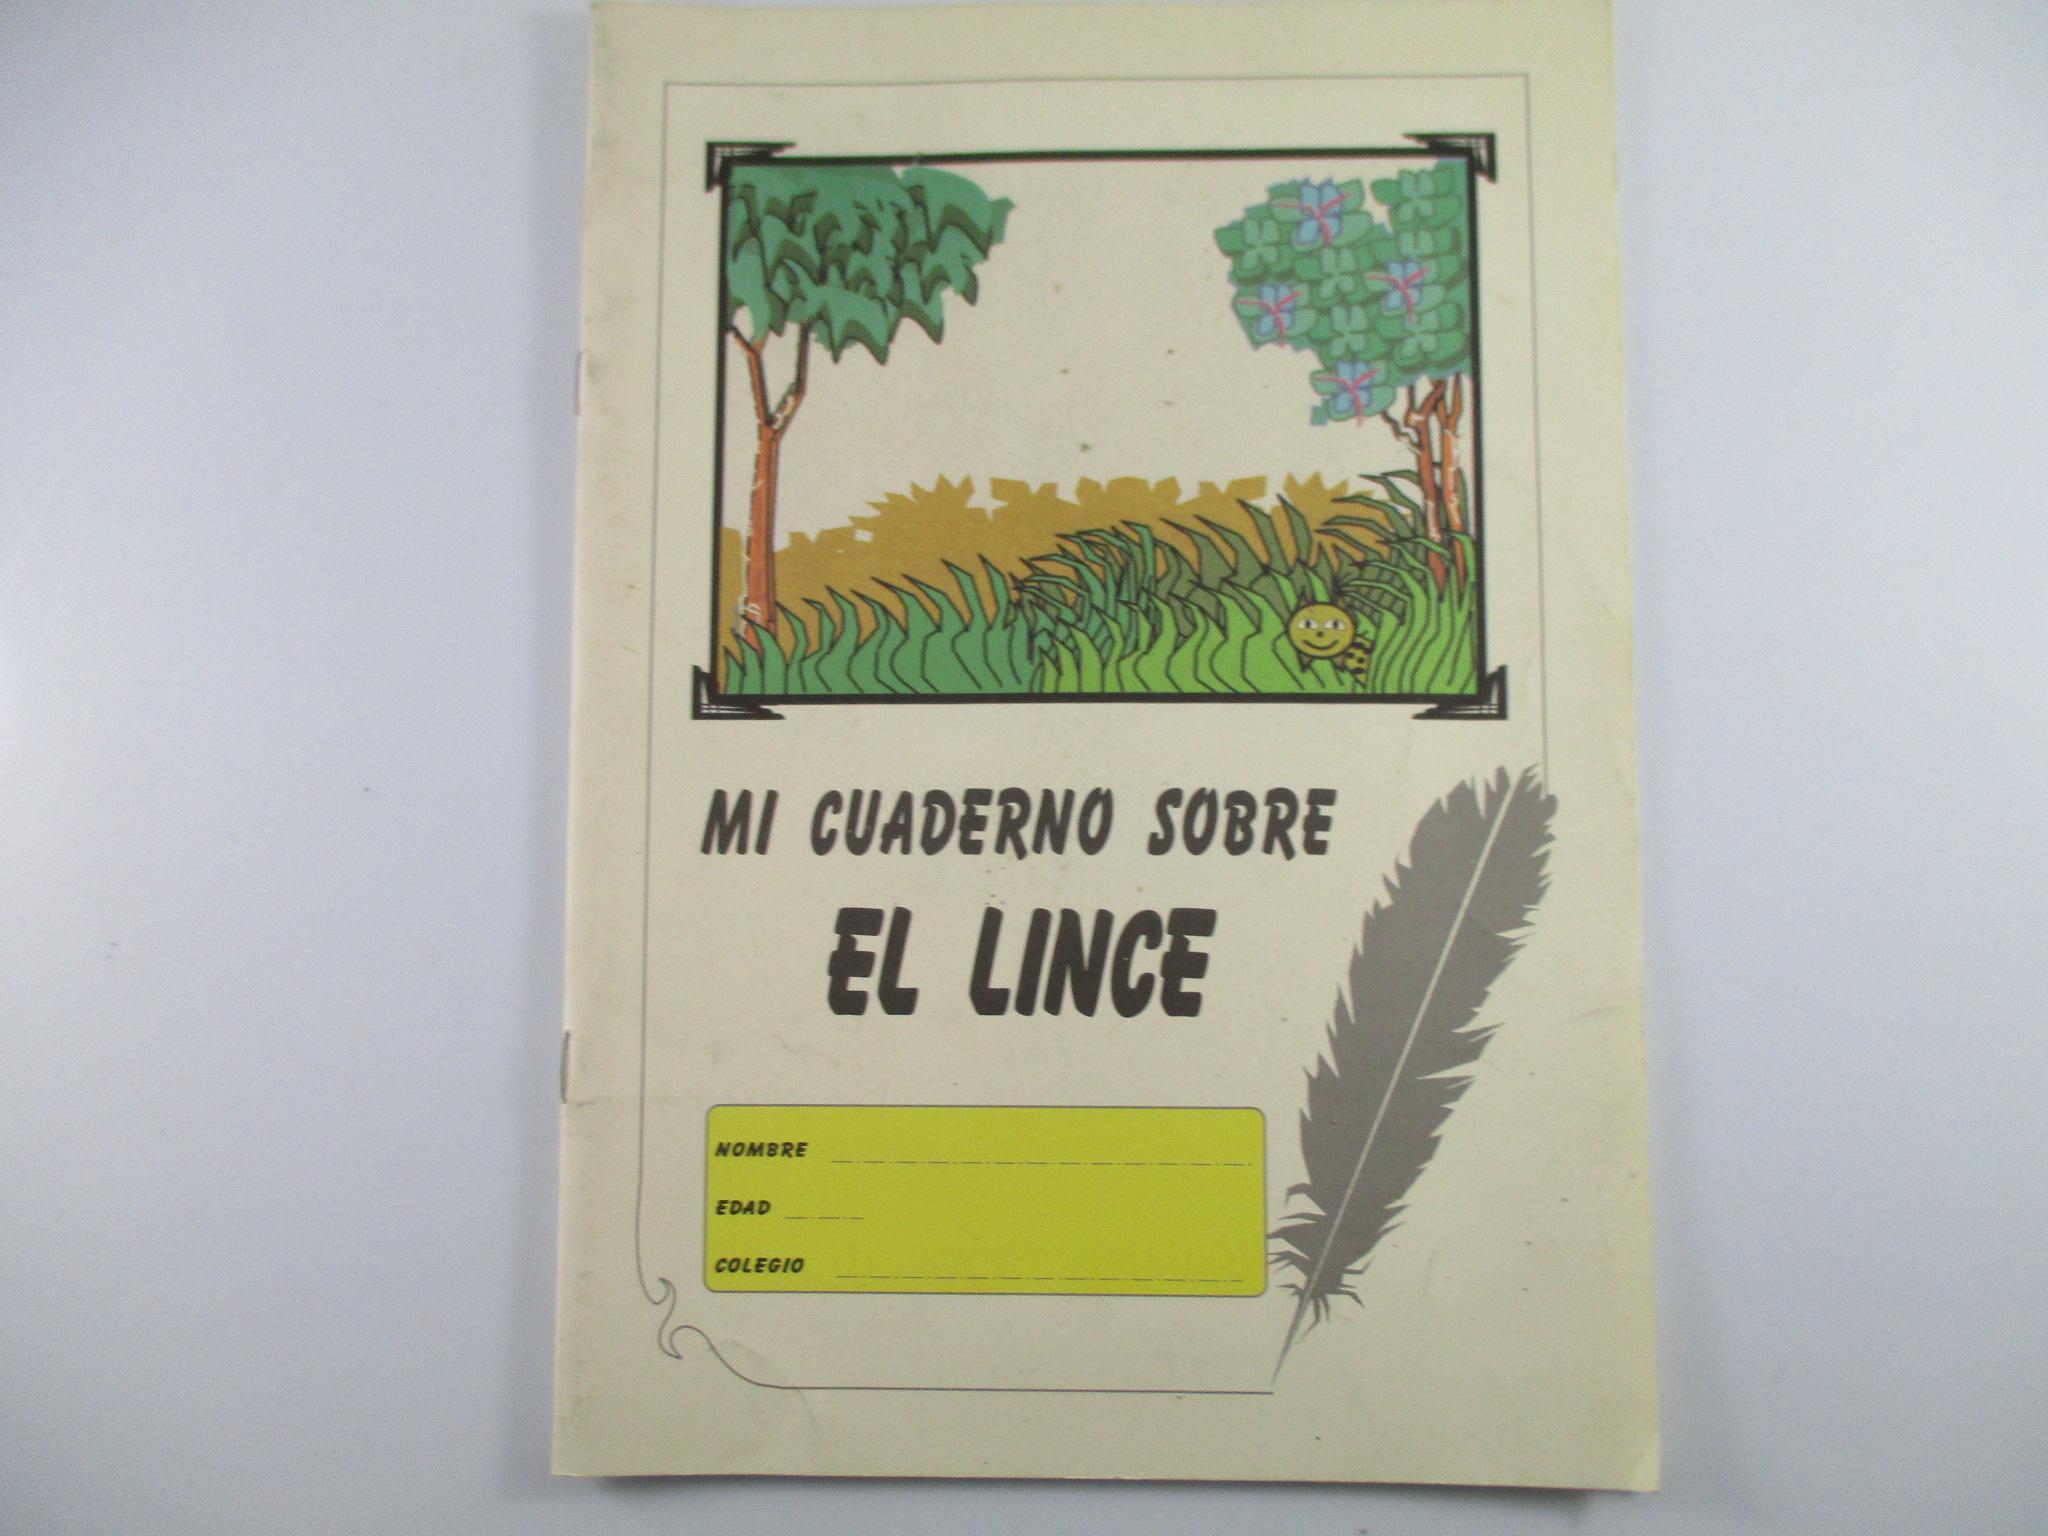 MI CUADERNO SOBRE
EL LINCE
NOMBRE
EDAD
COLEGIO